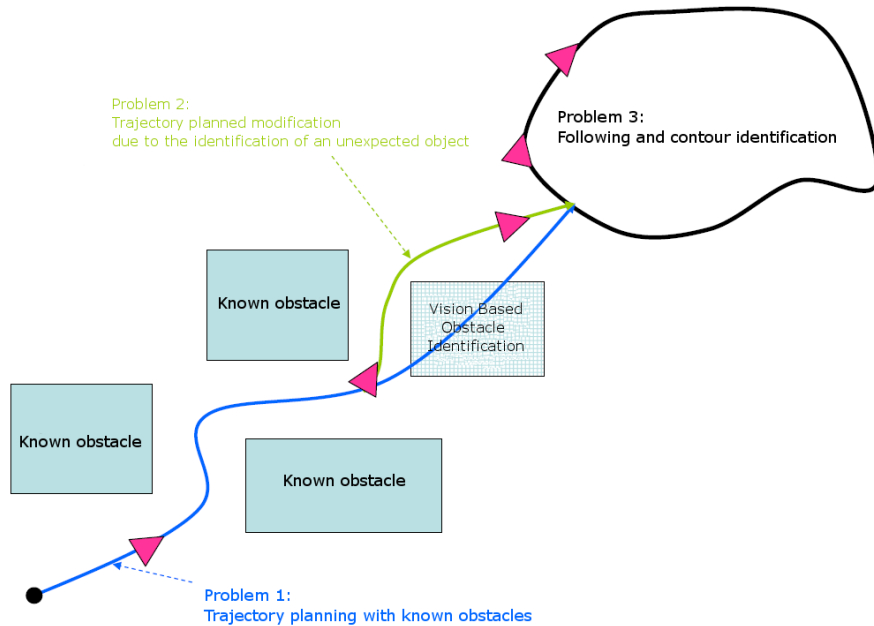 Problem 2:
Trajectory planned modification
due to the identification of an unexpected object
Problem 3:
Following and contour identification
Known obstacle
Vision Based
Obstacle
Identification
Known obstacle
Known obstacle
Problem 1:
Trajectory planning with known obstacles